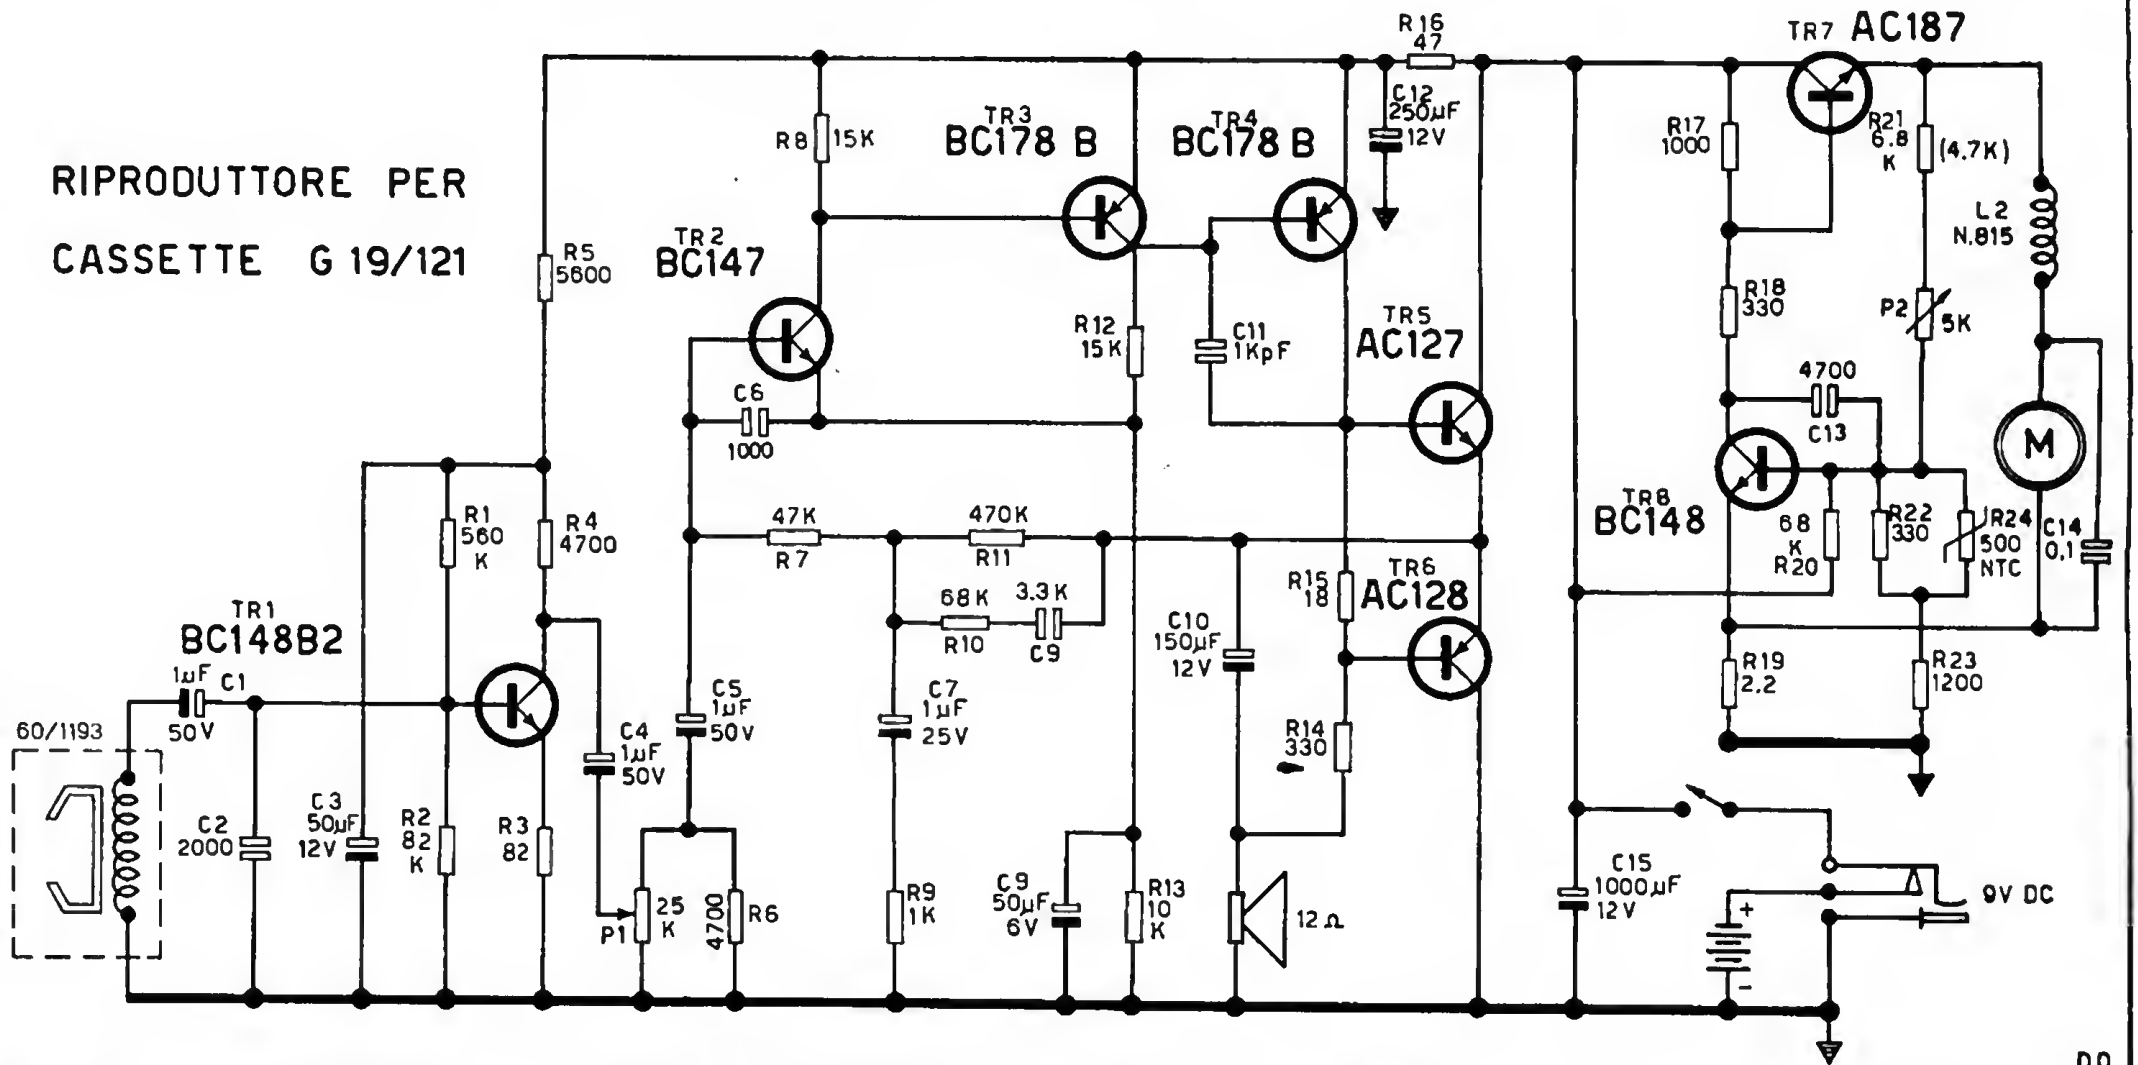 RIPRODUTTORE PER
CASSETTE G 19/121
R16
47
TR7 AC187
C12
250µF
12V
R8 15K
TR3
BC178 B
TR4
BC178 B
R17
1000
R21
6.8
K
(4.7K)
L2
N.815
R5
5600
TR2
BC147
R18
330
P2
5K
R12
15K
C11
1KpF
TR5
AC127
C6
1000
4700
C13
M
R1
560
K
R4
4700
47K
R7
470K
R11
TR8
BC148
68
K
R20
R22
330
R24
500
NTC
C14
0,1
68K
R10
3.3K
C9
R15
18
TR6
AC128
TR1
BC148B2
1µF C1
50V
C10
150µF
12V
R19
2.2
R23
1200
60/1193
C4
1µF
50V
C5
1µF
50V
C7
1µF
25V
R14
330
C2
2000
C3
50µF
12V
R2
82
K
R3
82
P1
25
K
4700
R6
R9
1K
C9
50µF
6V
R13
10
K
12Ω
C15
1000µF
12V
+
-
9V DC